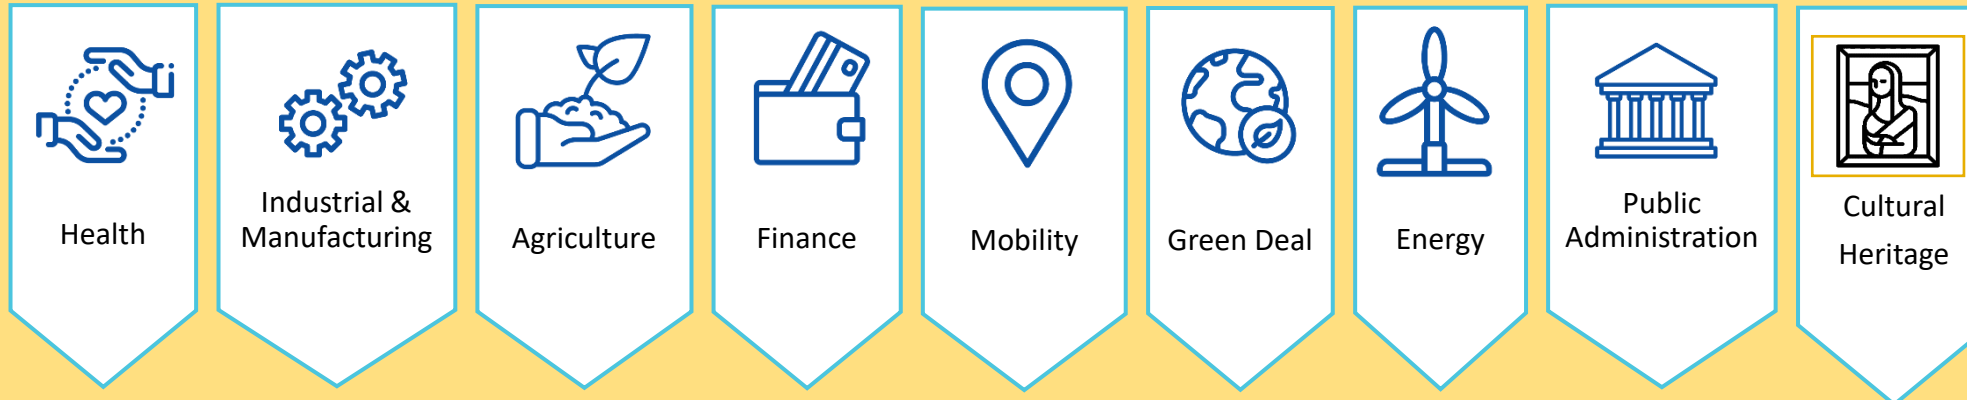 Health
Industrial &
Manufacturing
Agriculture
Finance
Mobility
Green Deal
Energy
Public
Administration
Cultural
Heritage